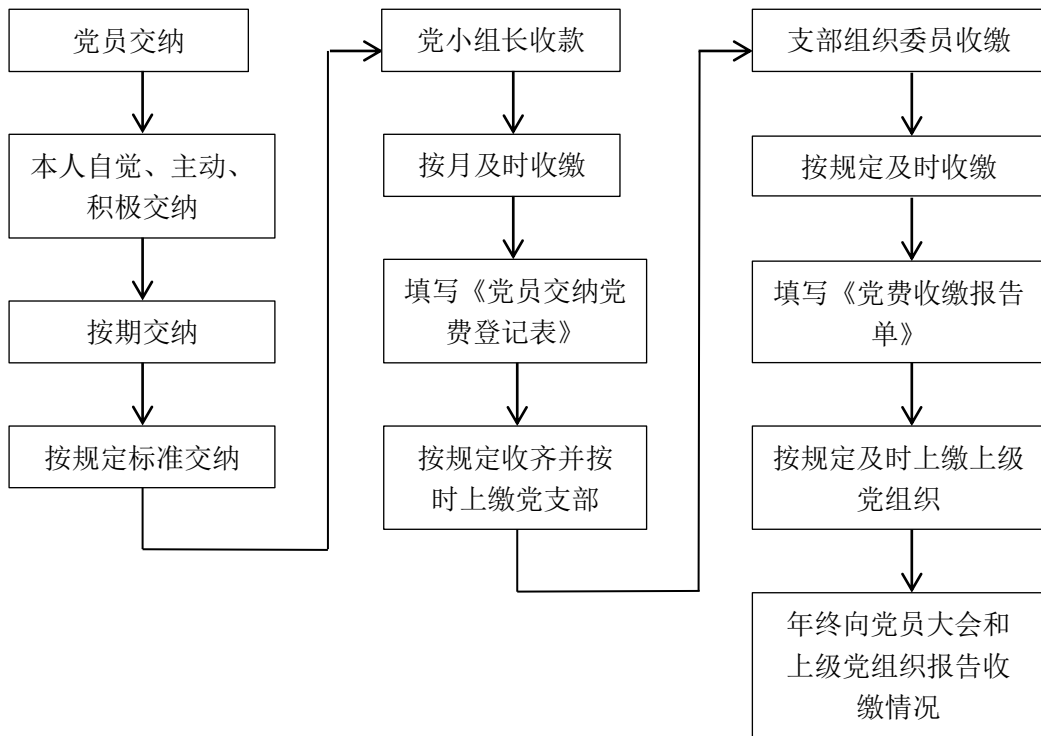 党员交纳
本人自觉、主动、
积极交纳
按期交纳
按规定标准交纳
党小组长收款
按月及时收缴
填写《党员交纳党
费登记表》
按规定收齐并按
时上缴党支部
支部组织委员收缴
按规定及时收缴
填写《党费收缴报告
单》
按规定及时上缴上级
党组织
年终向党员大会和
上级党组织报告收
缴情况